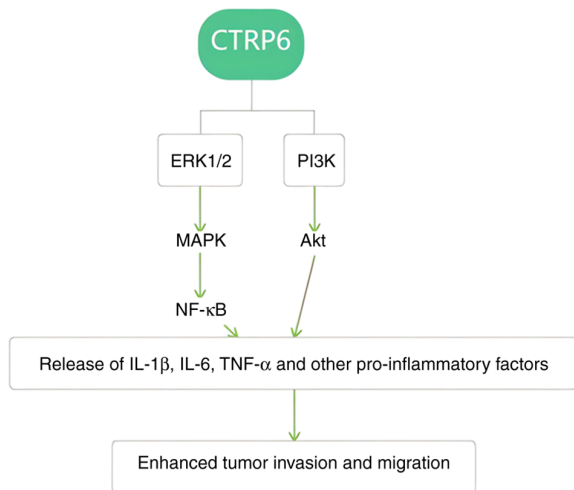 CTRP6
ERK1/2 PI3K
MAPK Akt
NF-κB
Release of IL-1β, IL-6, TNF-α and other pro-inflammatory factors
Enhanced tumor invasion and migration